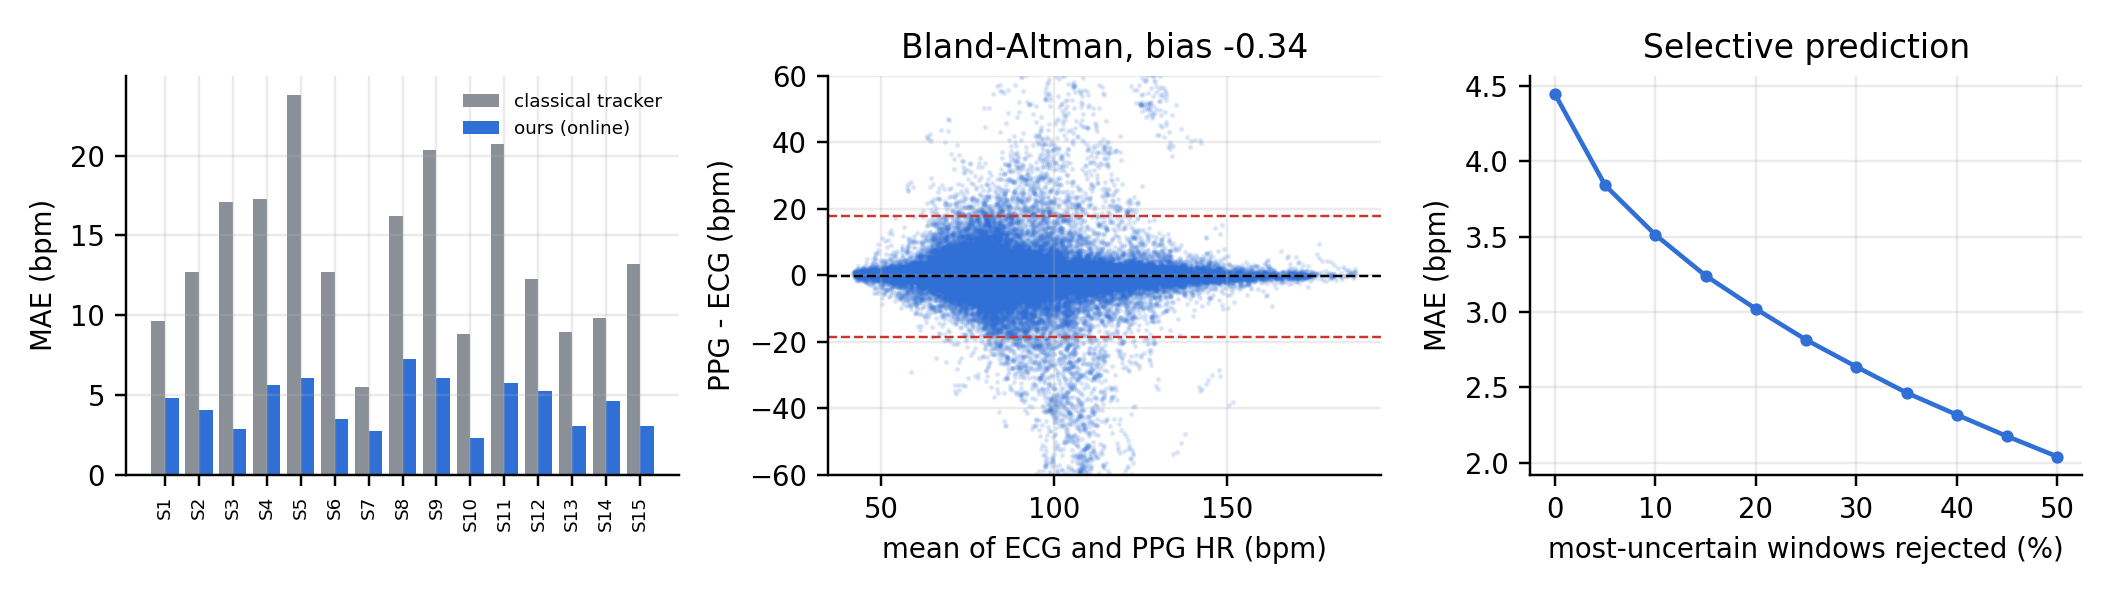 MAE (bpm)
20
15
10
5
0
S1 S2 S3 S4 S5 S6 S7 S8 S9 S10 S11 S12 S13 S14 S15
classical tracker
ours (online)
Bland-Altman, bias -0.34
PPG - ECG (bpm)
60
40
20
0
−20
−40
−60
50 100 150
mean of ECG and PPG HR (bpm)
Selective prediction
MAE (bpm)
4.5
4.0
3.5
3.0
2.5
2.0
0 10 20 30 40 50
most-uncertain windows rejected (%)